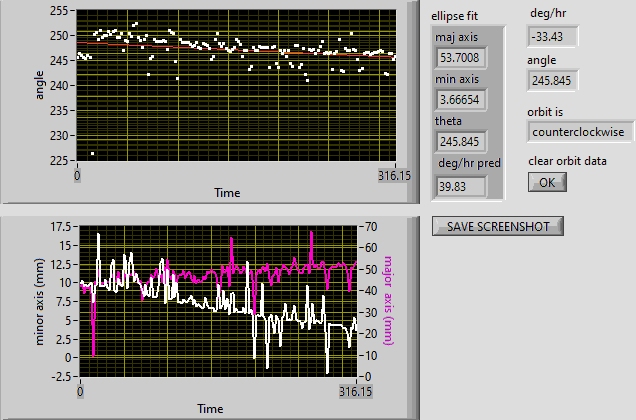 255
250
245
240
235
230
225
angle
0
316.15
Time
ellipse fit
maj axis
53.7008
min axis
3.66654
theta
245.845
deg/hr pred
39.83
deg/hr
-33.43
angle
245.845
orbit is
counterclockwise
clear orbit data
OK
SAVE SCREENSHOT
17.5
15
12.5
10
7.5
5
2.5
0
-2.5
minor axis (mm)
70
60
50
40
30
20
10
0
major axis (mm)
0
316.15
Time